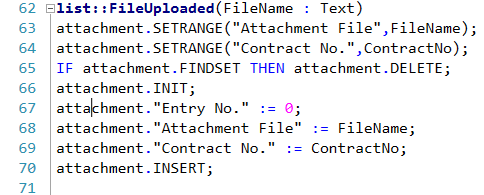 62 list::FileUploaded(FileName : Text)
63 attachment.SETRANGE("Attachment File",FileName);
64 attachment.SETRANGE("Contract No.",ContractNo);
65 IF attachment.FINDSET THEN attachment.DELETE;
66 attachment.INIT;
67 attachment."Entry No." := 0;
68 attachment."Attachment File" := FileName;
69 attachment."Contract No." := ContractNo;
70 attachment.INSERT;
71